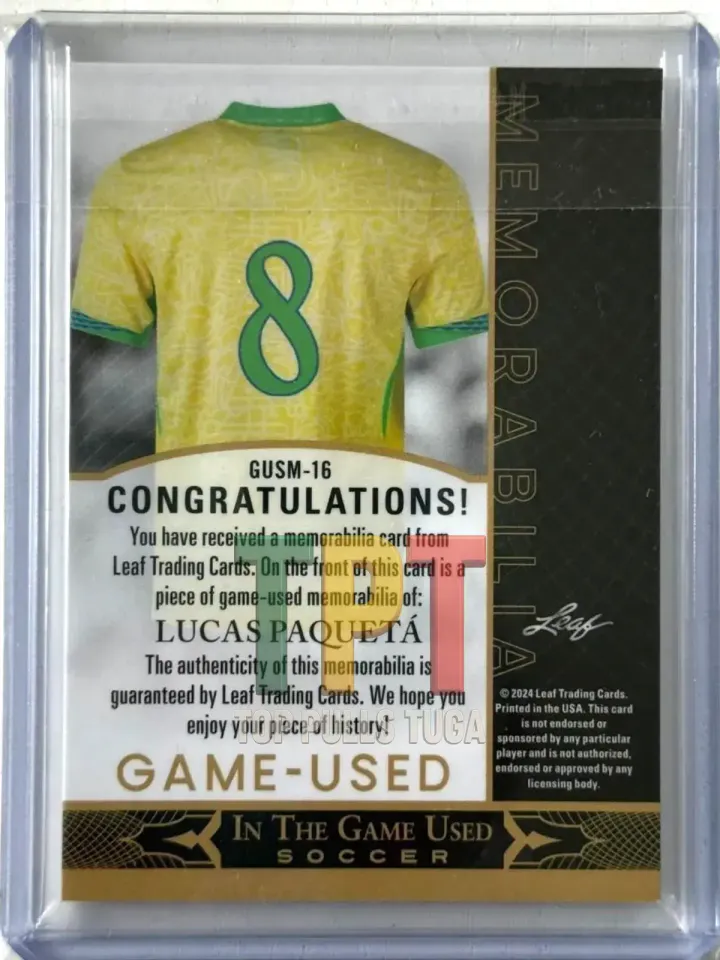 8
GUSM-16
CONGRATULATIONS!
You have received a memorabilia card from
Leaf Trading Cards. On the front of this card is a
piece of game-used memorabilia of:
LUCAS PAQUETÁ
The authenticity of this memorabilia is
guaranteed by Leaf Trading Cards. We hope you
enjoy your piece of history!
GAME-USED
TPT
TOP PULLS TUGA
MEMORABILIA
Leaf
© 2024 Leaf Trading Cards.
Printed in the USA. This card
is not endorsed or
sponsored by any particular
player and is not authorized,
endorsed or approved by any
licensing body.
IN THE GAME USED
SOCCER